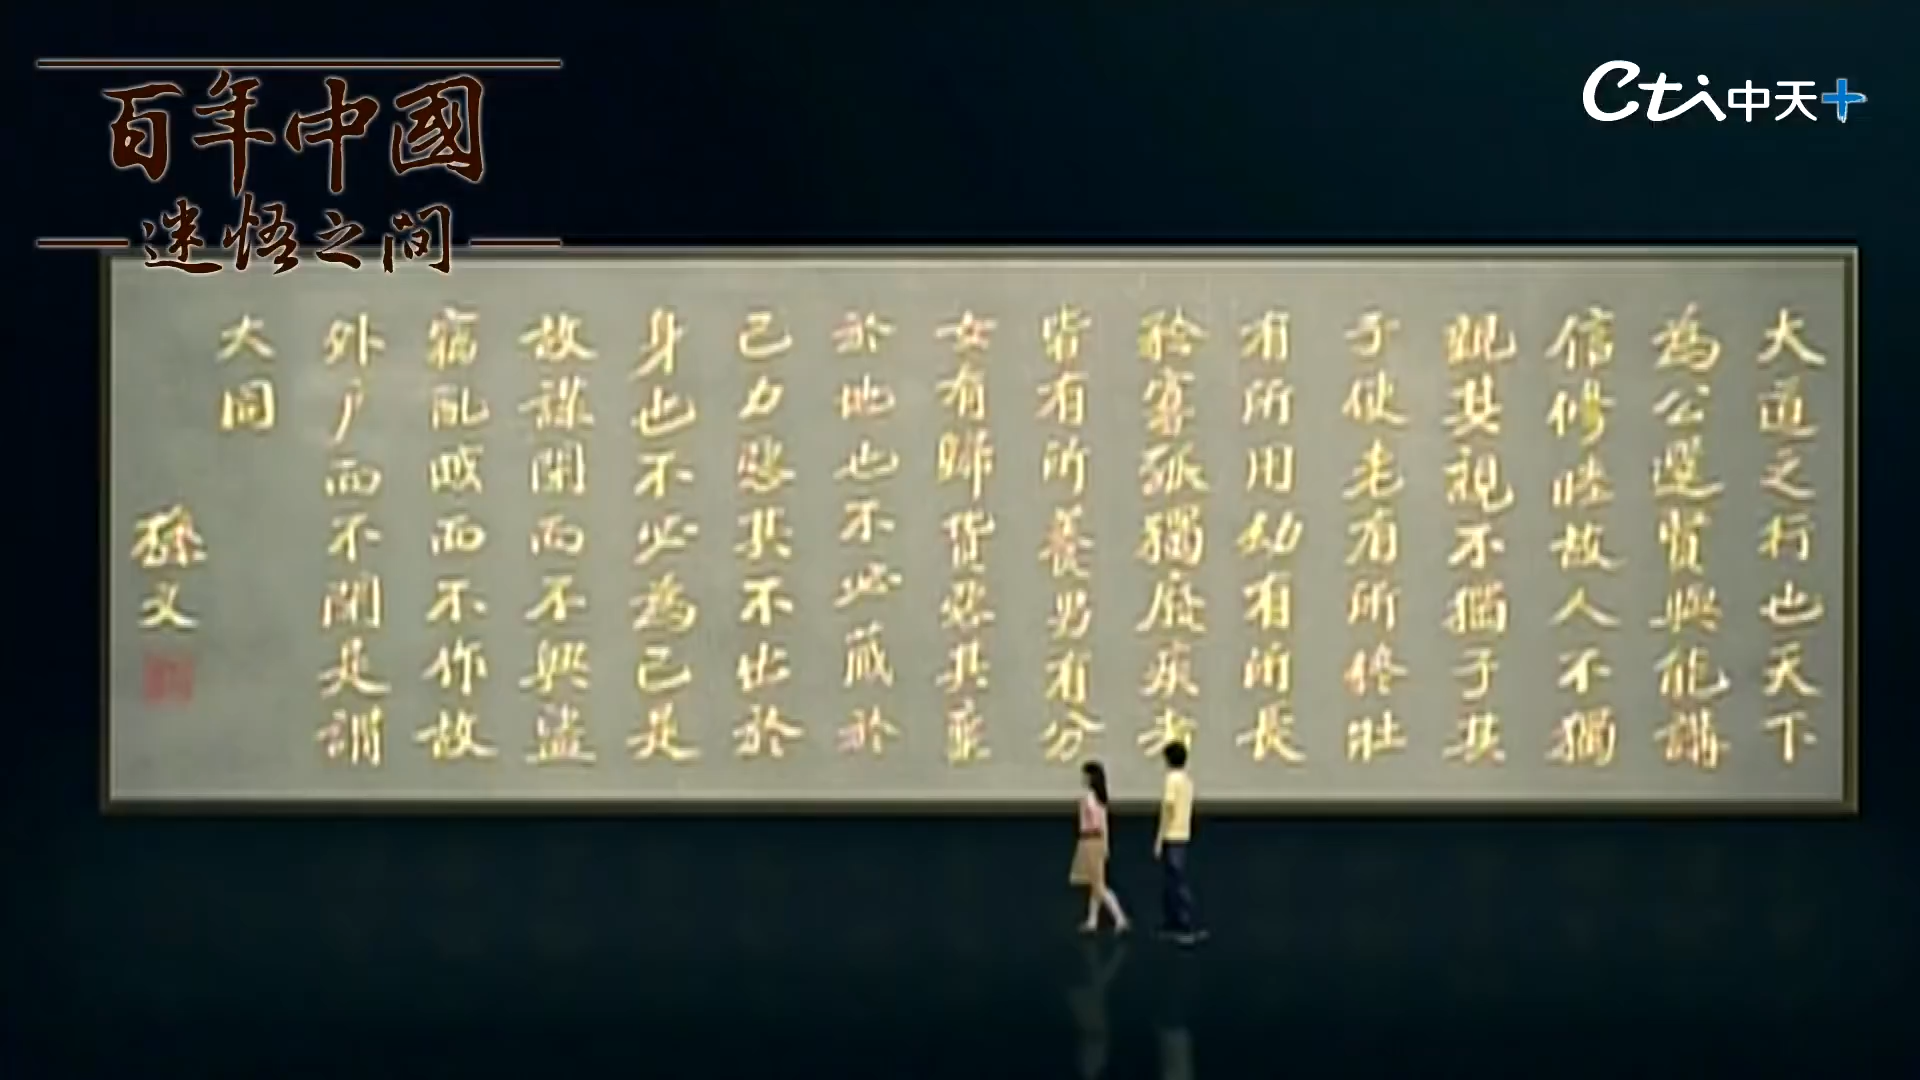 百年中國
迷悟之間
Cti中天+
大道之行也天下
為公選賢與能講
信修睦故人不獨
親其親不獨子其
子使老有所終壯
有所用幼有所長
矜寡孤獨廢疾者
皆有所養男有分
女有歸貨惡其棄
於地也不必藏於
己力惡其不出於
身也不必為己是
故謀閉而不興盜
竊亂賊而不作故
外戶而不閉是謂
大同
孫文